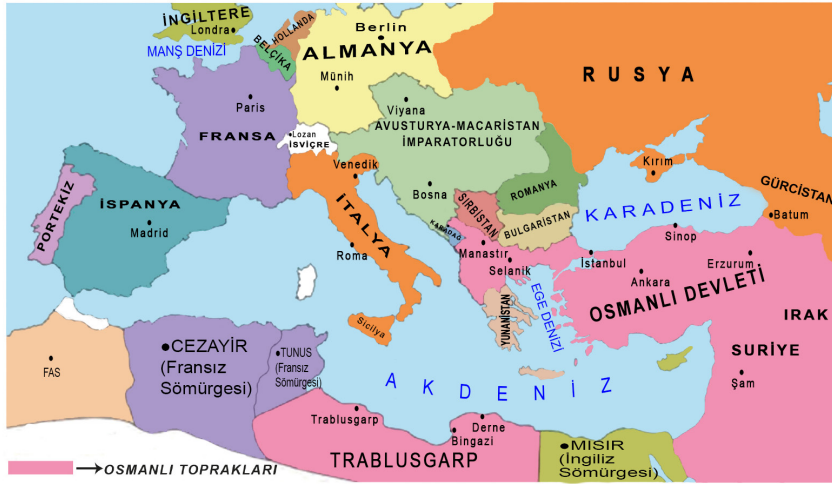 İNGİLTERE
Londra
MANŞ DENİZİ
HOLLANDA
BELÇİKA
Berlin
ALMANYA
Münih
RUSYA
Paris
FRANSA
Lozan
İSVİÇRE
Viyana
AVUSTURYA-MACARİSTAN
İMPARATORLUĞU
Venedik
Bosna
ROMANYA
Kırım
GÜRCİSTAN
PORTEKİZ
İSPANYA
Madrid
İTALYA
Roma
SIRBİSTAN
KARADAĞ
BULGARİSTAN
KARADENİZ
Batum
Sinop
Manastır
Selanik
İstanbul
Ankara
Erzurum
OSMANLI DEVLETİ
IRAK
EGE DENİZİ
YUNANİSTAN
Sicilya
SURİYE
Şam
FAS
CEZAYİR
(Fransız
Sömürgesi)
TUNUS
(Fransız
Sömürgesi)
AKDENİZ
Trablusgarp
Derne
Bingazi
TRABLUSGARP
MISIR
(İngiliz
Sömürgesi)
OSMANLI TOPRAKLARI